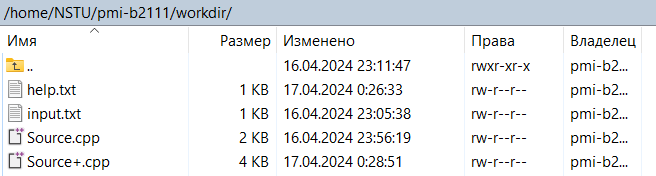 /home/NSTU/pmi-b2111/workdir/
Имя Размер Изменено Права Владелец
.. 16.04.2024 23:11:47 rwxr-xr-x pmi-b2...
help.txt 1 KB 17.04.2024 0:26:33 rw-r--r-- pmi-b2...
input.txt 1 KB 16.04.2024 23:05:38 rw-r--r-- pmi-b2...
Source.cpp 2 KB 16.04.2024 23:56:19 rw-r--r-- pmi-b2...
Source+.cpp 4 KB 17.04.2024 0:28:51 rw-r--r-- pmi-b2...